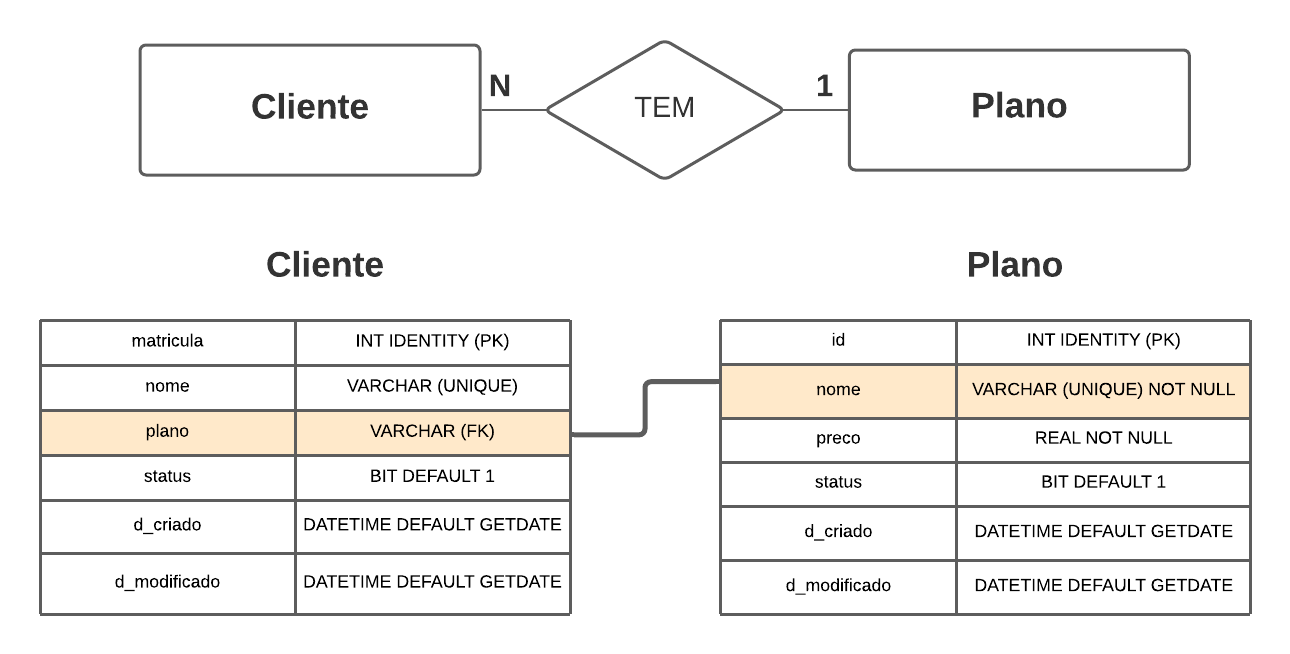 Cliente
N
TEM
1
Plano
Cliente
matricula INT IDENTITY (PK)
nome VARCHAR (UNIQUE)
plano VARCHAR (FK)
status BIT DEFAULT 1
d_criado DATETIME DEFAULT GETDATE
d_modificado DATETIME DEFAULT GETDATE
Plano
id INT IDENTITY (PK)
nome VARCHAR (UNIQUE) NOT NULL
preco REAL NOT NULL
status BIT DEFAULT 1
d_criado DATETIME DEFAULT GETDATE
d_modificado DATETIME DEFAULT GETDATE